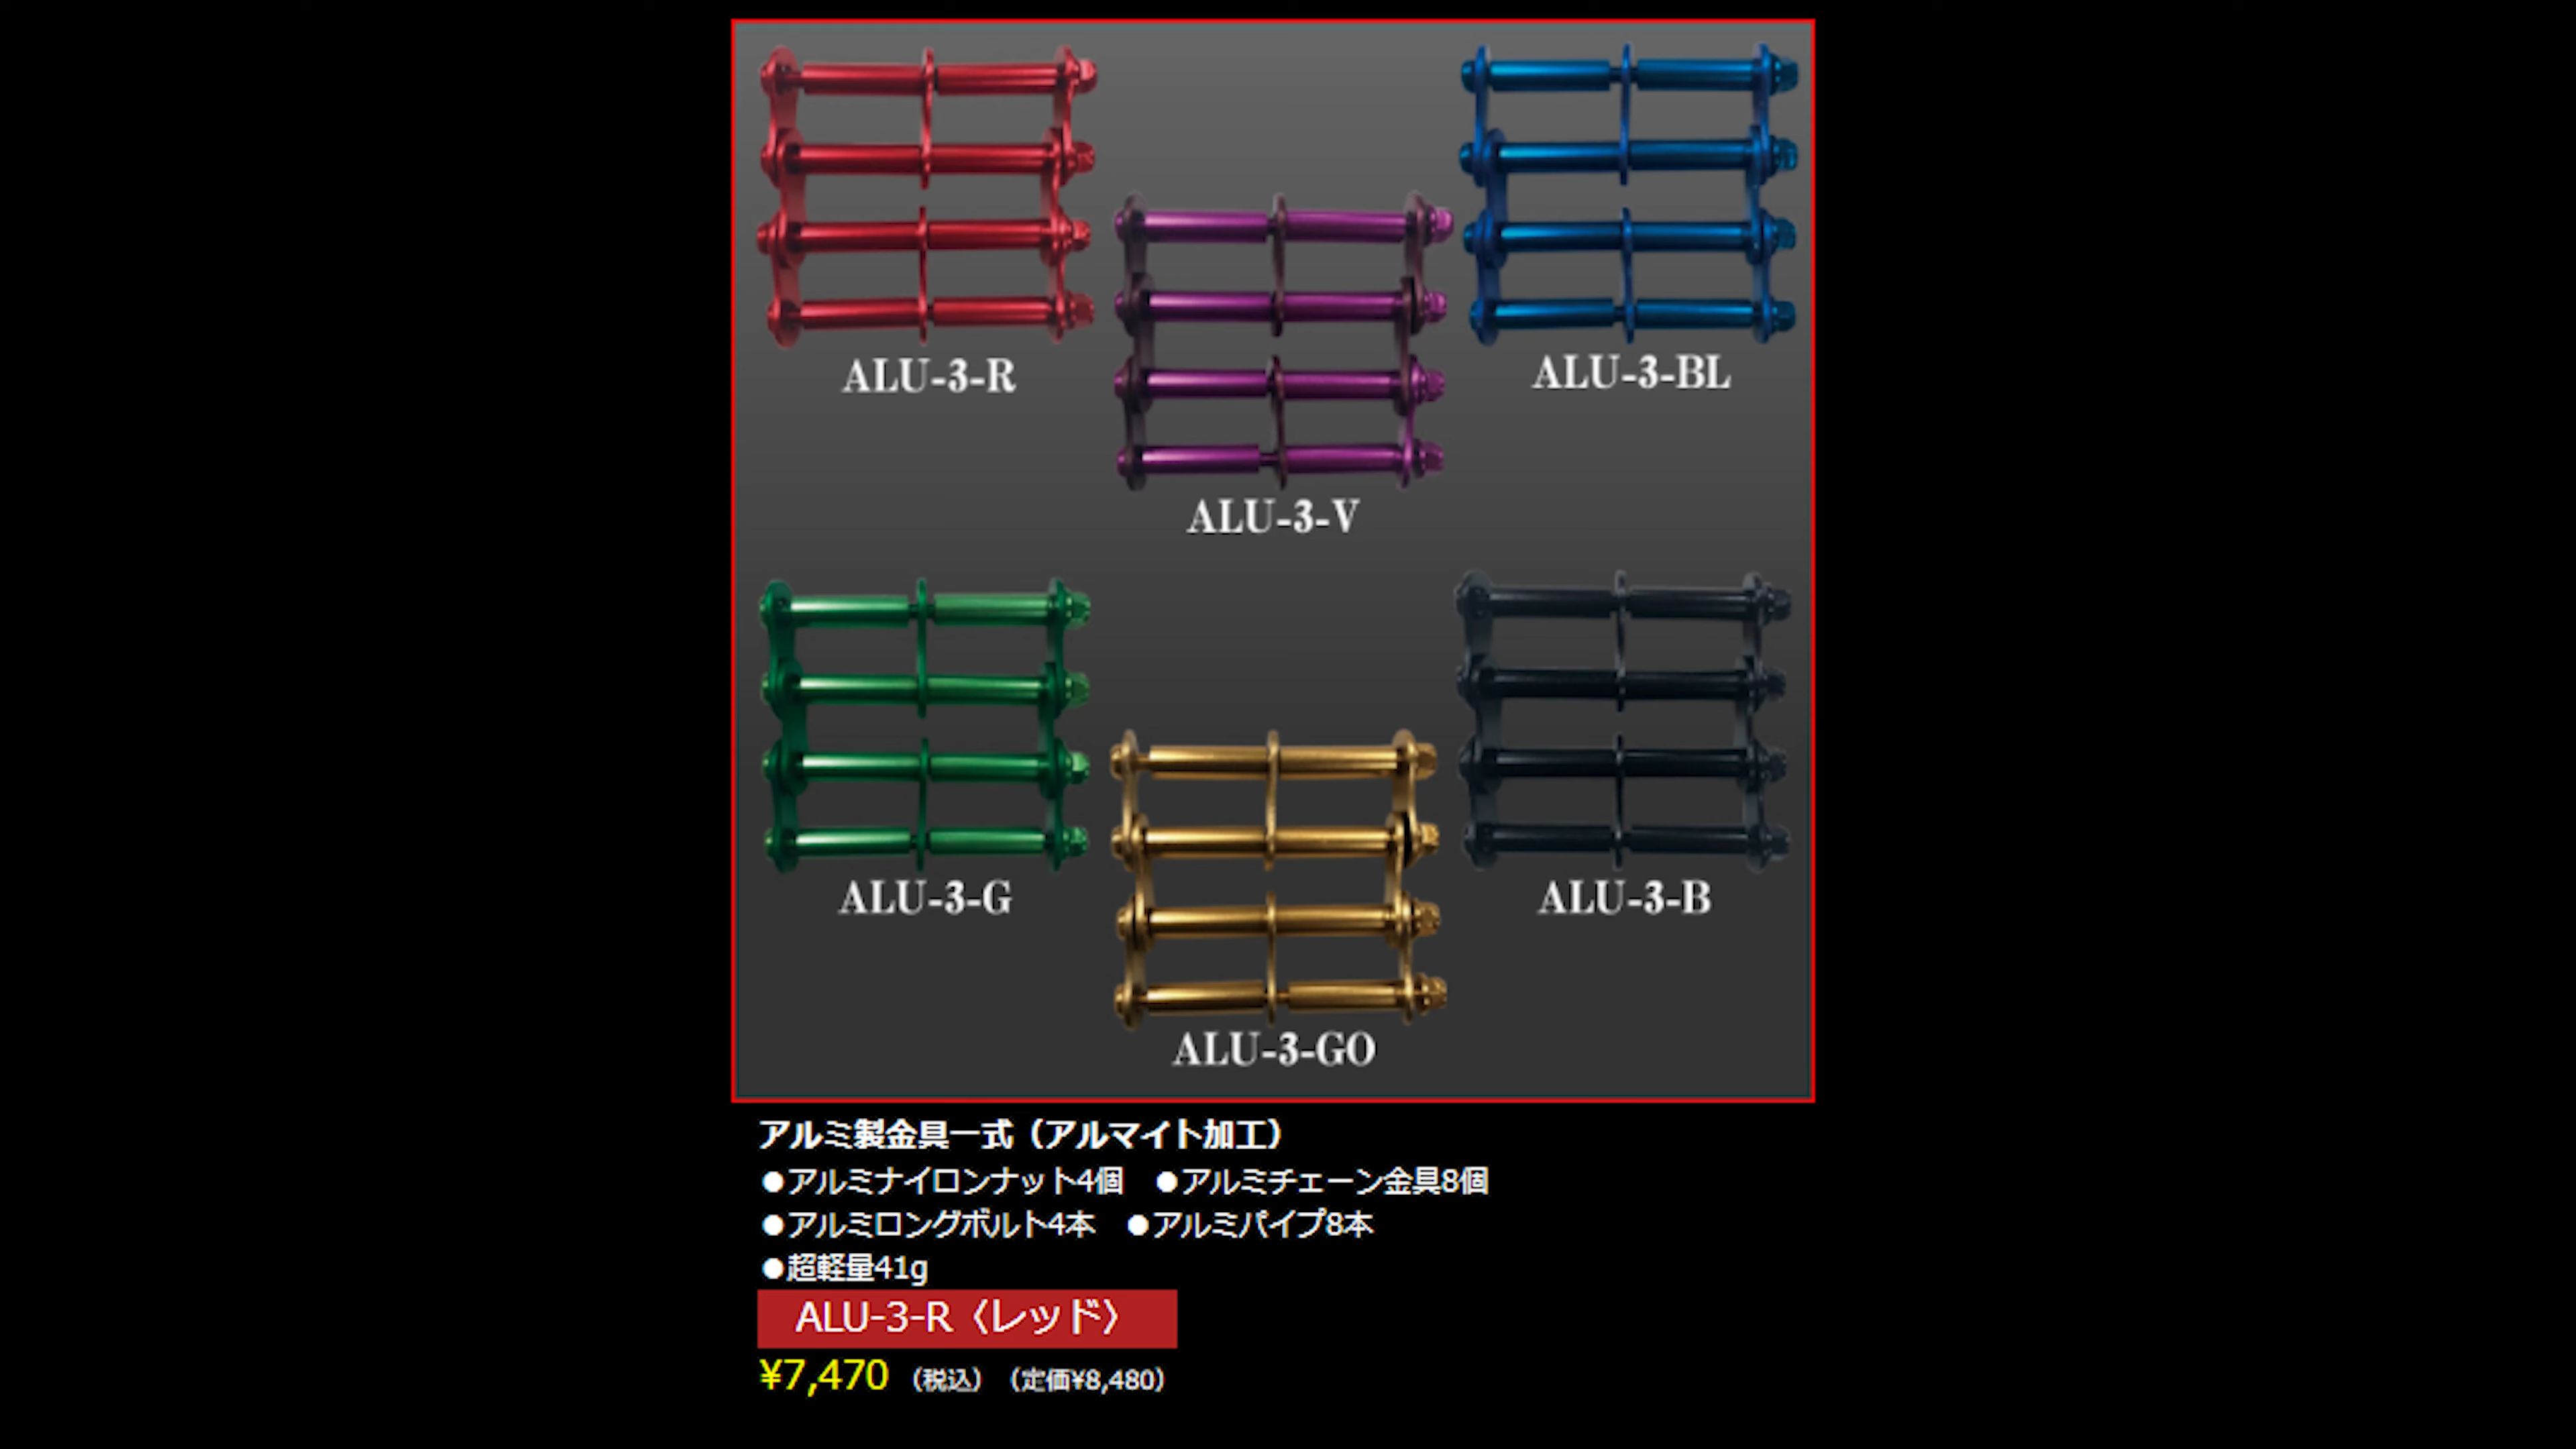 ALU-3-R
ALU-3-BL
ALU-3-V
ALU-3-G
ALU-3-B
ALU-3-GO
アルミ製金具一式（アルマイト加工）
●アルミナイロンナット4個　●アルミチェーン金具8個
●アルミロングボルト4本　●アルミパイプ8本
●超軽量41g
ALU-3-R〈レッド〉
¥7,470（税込）（定価¥8,480）